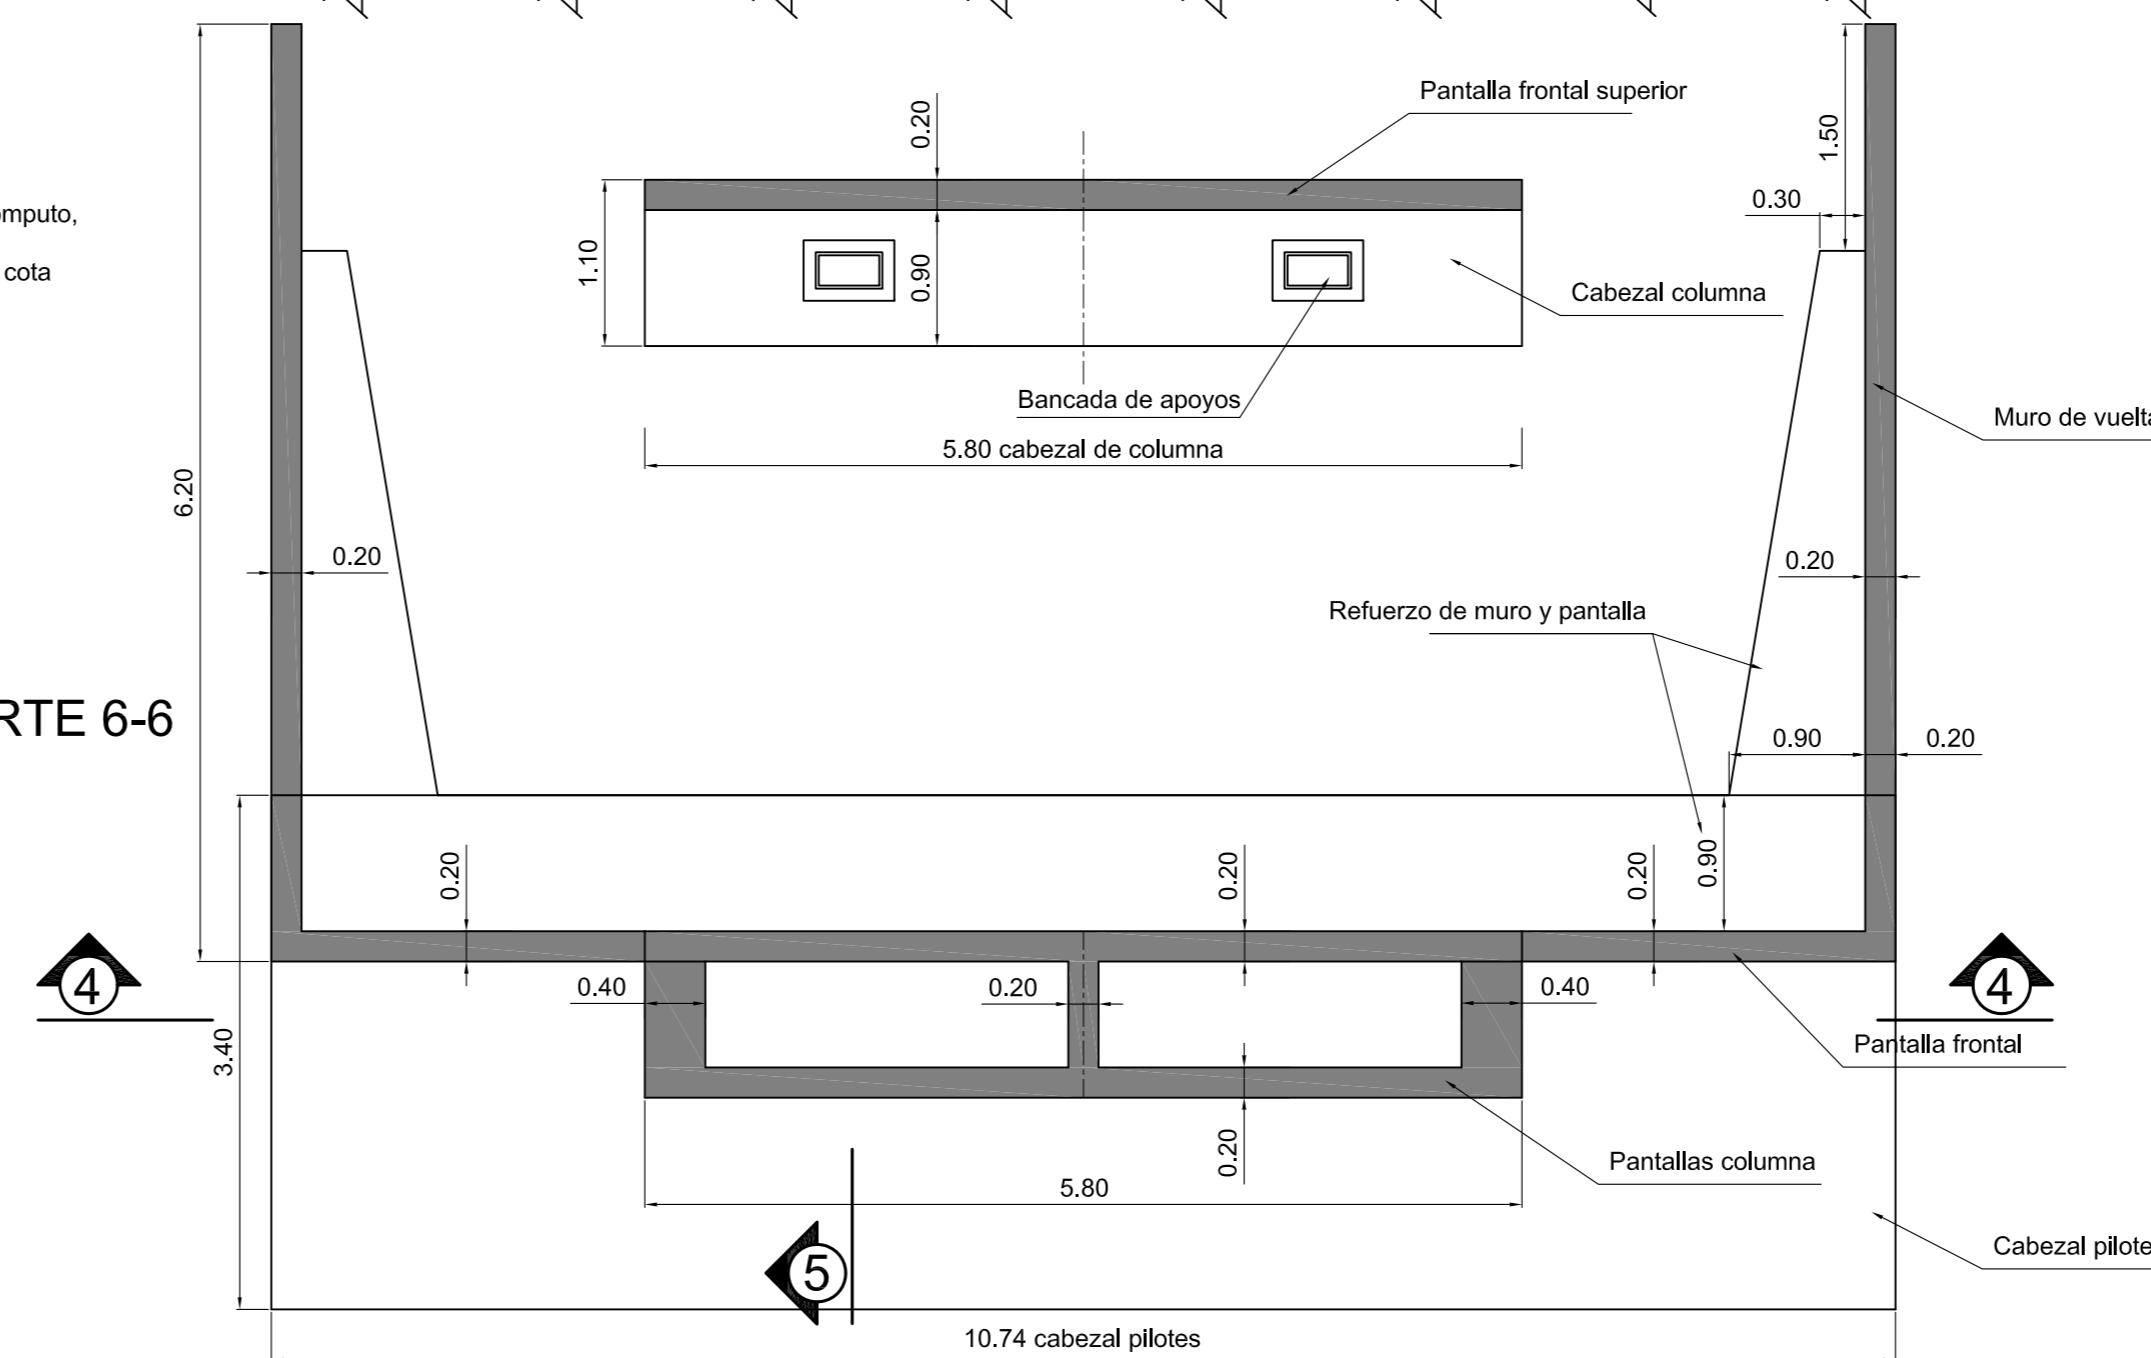 Pantalla frontal superior
0.20
1.50
0.30
omputo,
cota
1.10
0.90
Cabezal columna
Bancada de apoyos
5.80 cabezal de columna
Muro de vuelta
6.20
0.20
0.20
Refuerzo de muro y pantalla
RTE 6-6
0.90
0.20
0.20
0.20
0.20
0.90
4
0.40
0.20
0.40
4
3.40
Pantalla frontal
0.20
Pantallas columna
5.80
5
Cabezal pilote
10.74 cabezal pilotes